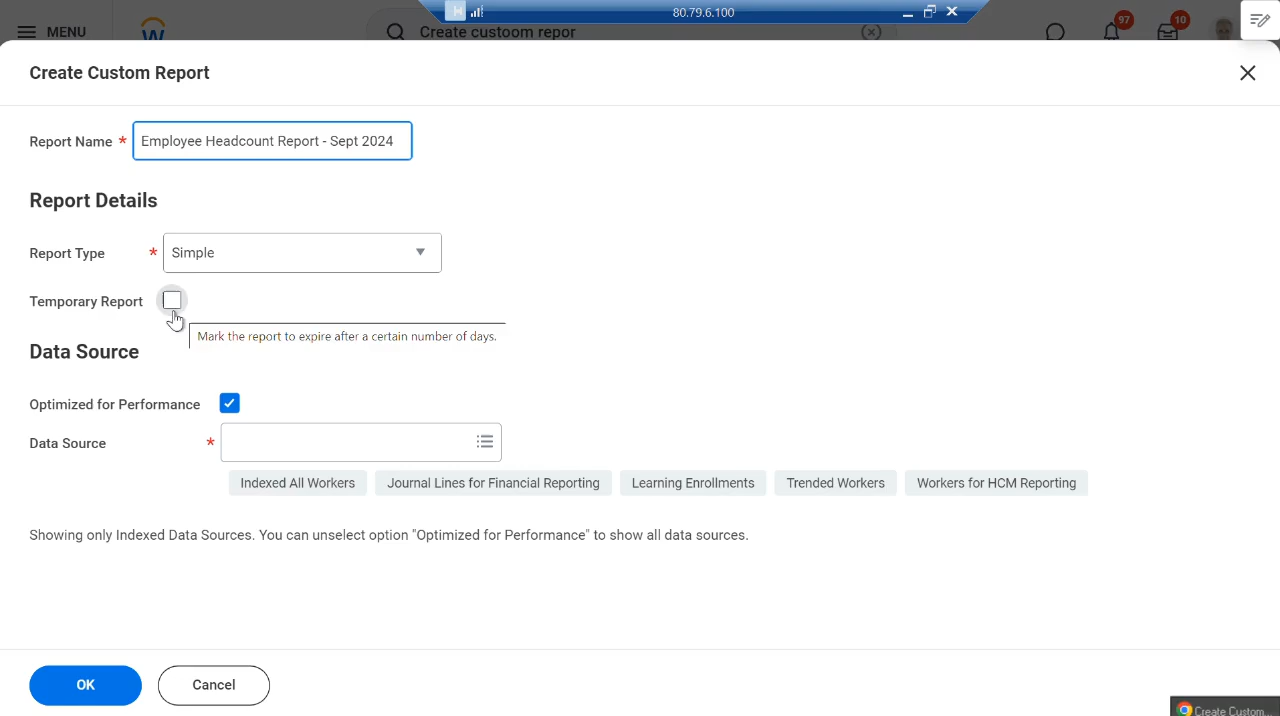 80.79.6.100
MENU
Create custoom repor
97
10
Create Custom Report
Report Name *
Employee Headcount Report - Sept 2024
Report Details
Report Type *
Simple
Temporary Report
Mark the report to expire after a certain number of days.
Data Source
Optimized for Performance
Data Source *
Indexed All Workers Journal Lines for Financial Reporting Learning Enrollments Trended Workers Workers for HCM Reporting
Showing only Indexed Data Sources. You can unselect option "Optimized for Performance" to show all data sources.
OK Cancel
Create Custom...